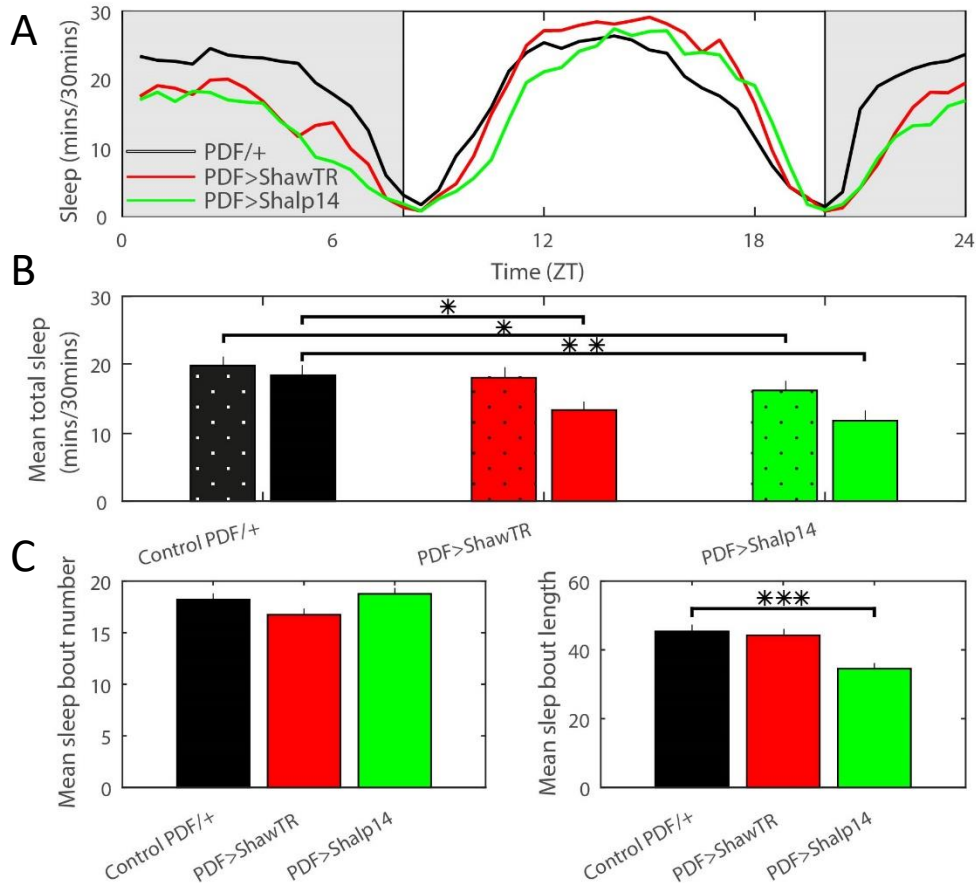 A
Sleep (mins/30mins)
30
20
10
0
PDF/+
PDF>ShawTR
PDF>Shalp14
0
6
12
18
24
Time (ZT)
B
Mean total sleep
(mins/30mins)
30
20
10
0
*
*
* *
Control PDF/+
PDF>ShawTR
PDF>Shalp14
C
Mean sleep bout number
20
15
10
5
0
Control PDF/+
PDF>ShawTR
PDF>Shalp14
Mean slep bout length
60
40
20
0
***
Control PDF/+
PDF>ShawTR
PDF>Shalp14